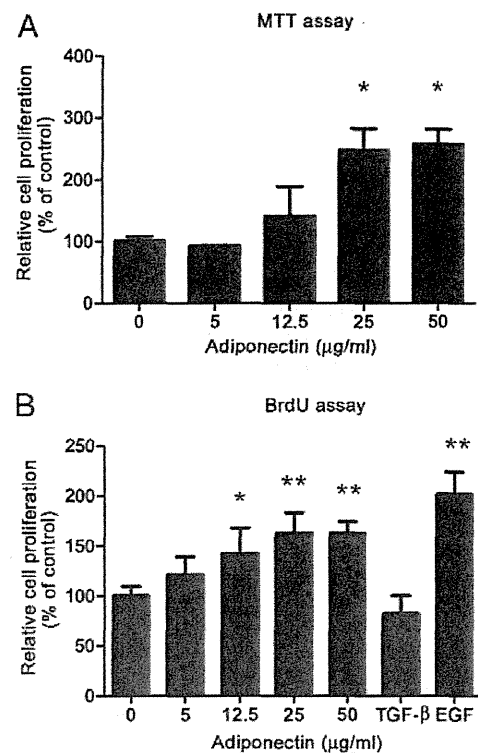 A
MTT assay
Relative cell proliferation
(% of control)
400
300
200
100
0
*
*
0 5 12.5 25 50
Adiponectin (µg/ml)
B
BrdU assay
Relative cell proliferation
(% of control)
250
200
150
100
50
0
*
**
**
**
0 5 12.5 25 50 TGF-β EGF
Adiponectin (µg/ml)